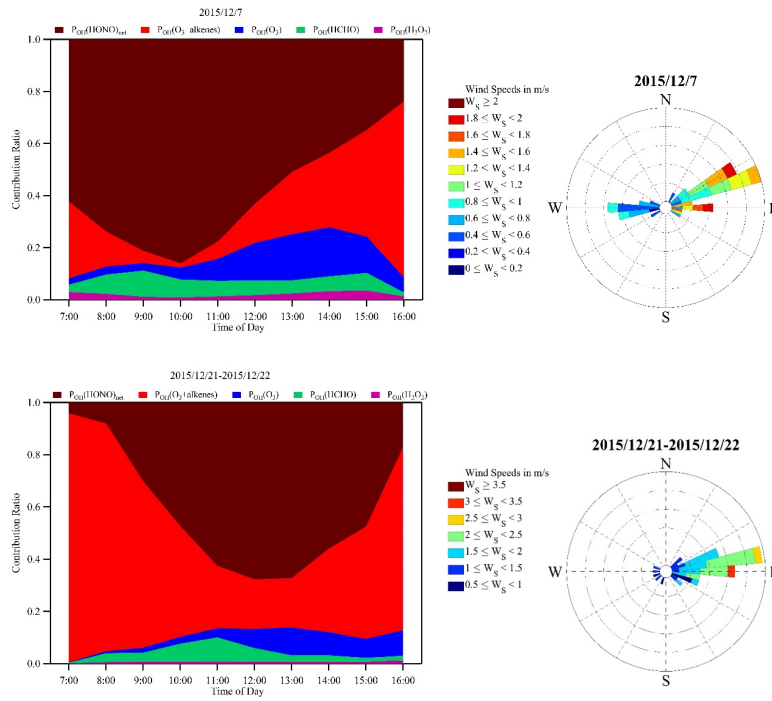 2015/12/7
P_OH(HONO)_net P_OH(O_3 alkenes) P_OH(O_3) P_OH(HCHO) P_OH(H_2O_2)
1.0
0.8
0.6
0.4
0.2
0.0
Contribution Ratio
7:00 8:00 9:00 10:00 11:00 12:00 13:00 14:00 15:00 16:00
Time of Day
Wind Speeds in m/s
W_S ≥ 2
1.8 ≤ W_S < 2
1.6 ≤ W_S < 1.8
1.4 ≤ W_S < 1.6
1.2 ≤ W_S < 1.4
1 ≤ W_S < 1.2
0.8 ≤ W_S < 1
0.6 ≤ W_S < 0.8
0.4 ≤ W_S < 0.6
0.2 ≤ W_S < 0.4
0 ≤ W_S < 0.2
2015/12/7
N
W
S
2015/12/21-2015/12/22
P_OH(HONO)_net P_OH(O_3+alkenes) P_OH(O_3) P_OH(HCHO) P_OH(H_2O_2)
1.0
0.8
0.6
0.4
0.2
0.0
Contribution Ratio
7:00 8:00 9:00 10:00 11:00 12:00 13:00 14:00 15:00 16:00
Time of Day
Wind Speeds in m/s
W_S ≥ 3.5
3 ≤ W_S < 3.5
2.5 ≤ W_S < 3
2 ≤ W_S < 2.5
1.5 ≤ W_S < 2
1 ≤ W_S < 1.5
0.5 ≤ W_S < 1
2015/12/21-2015/12/22
N
W
S